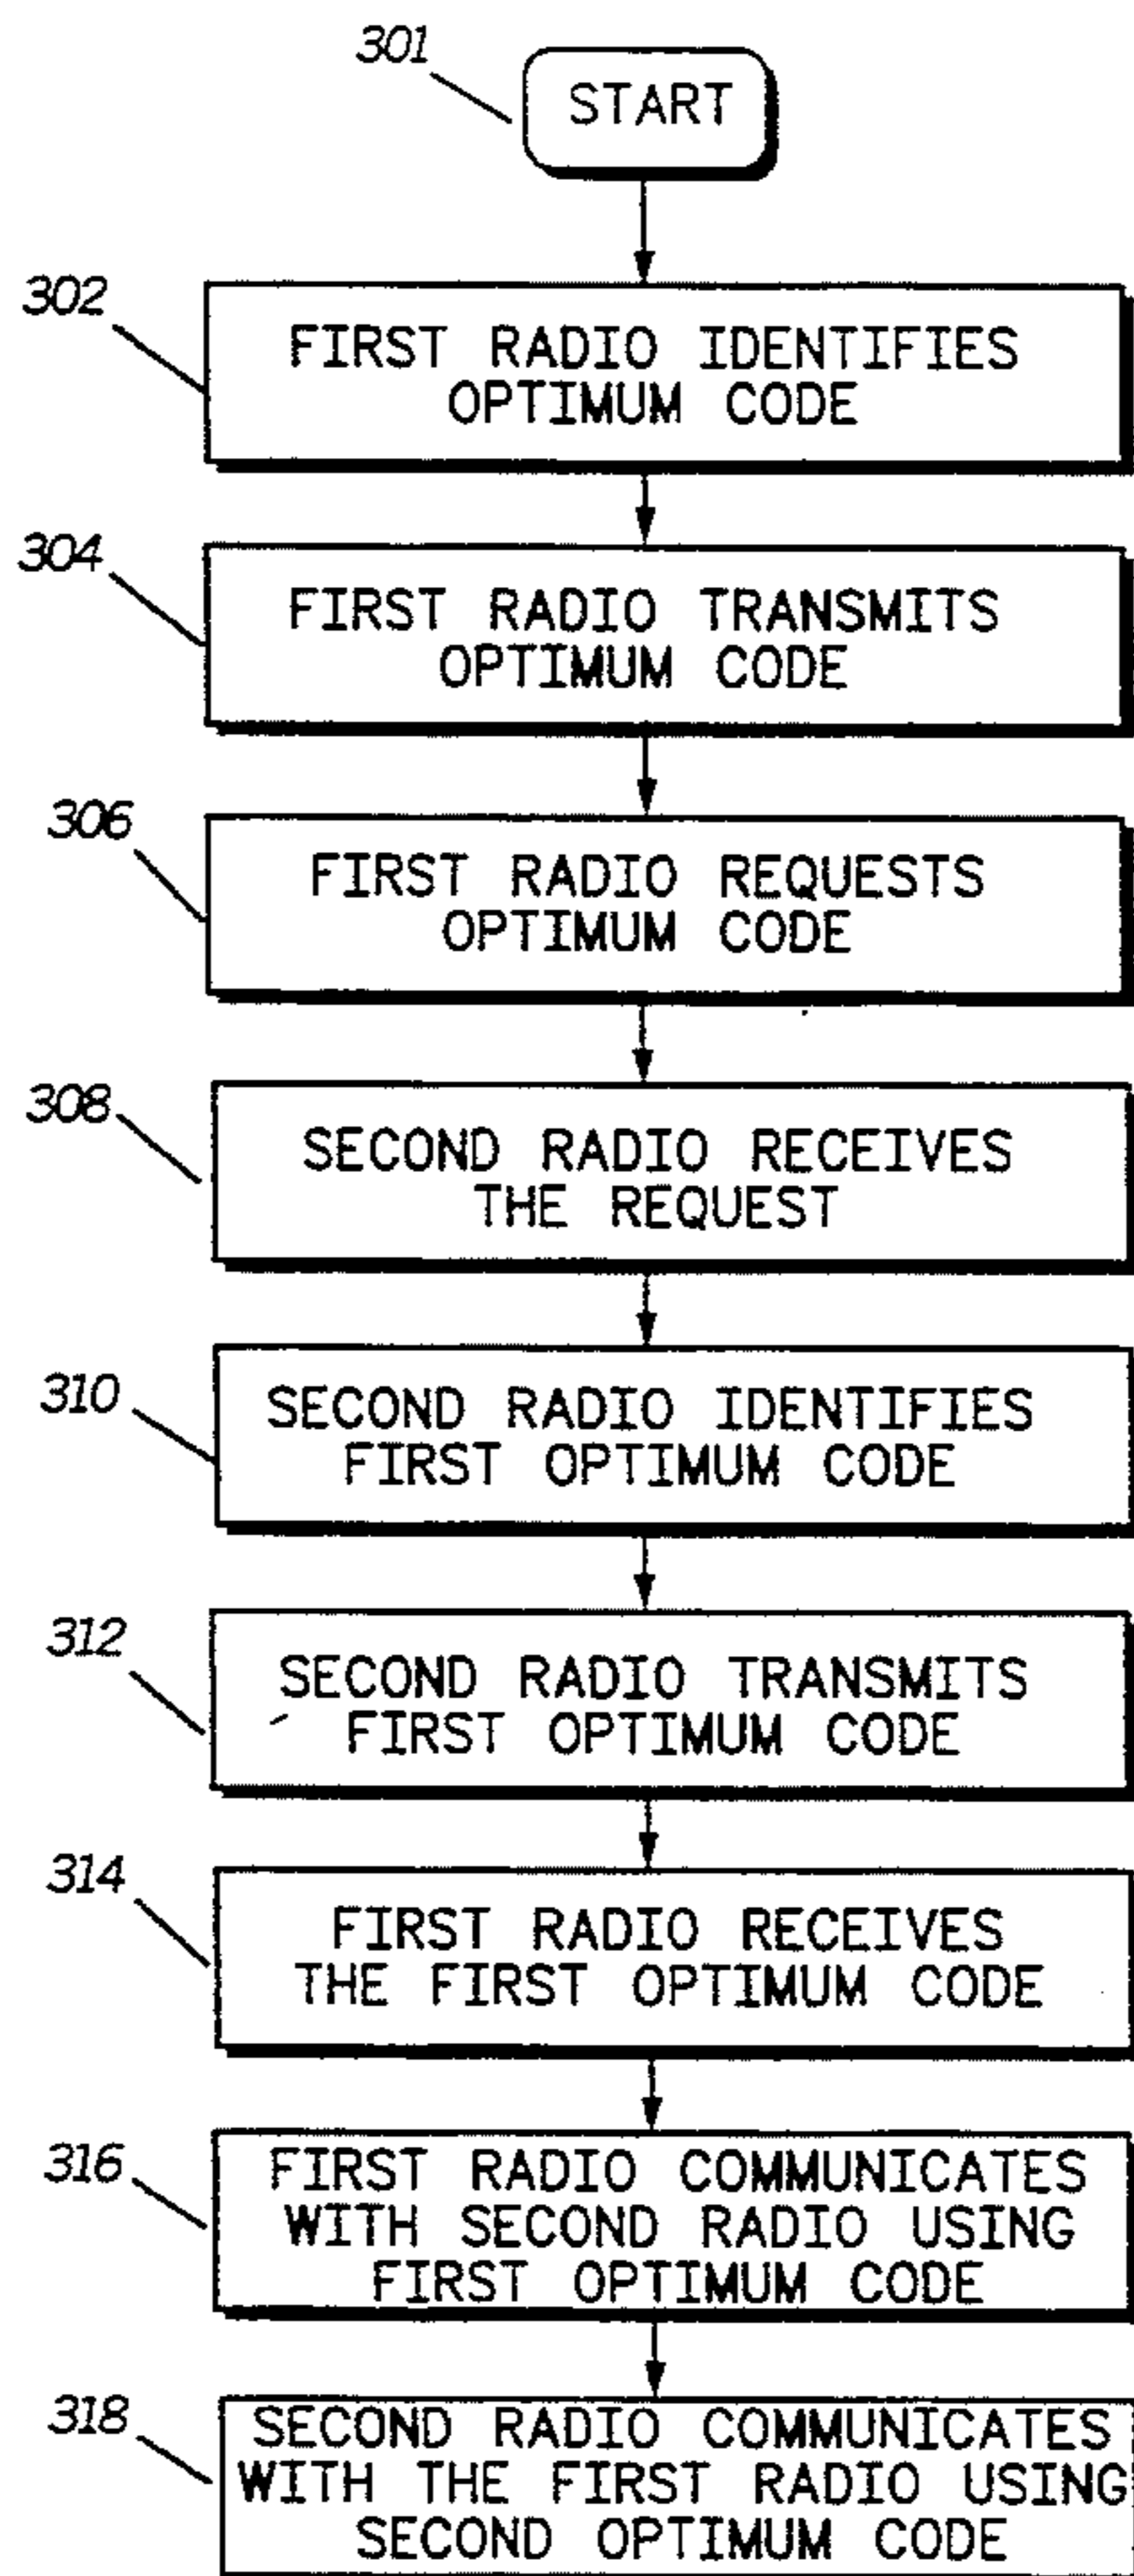 301
START
302
FIRST RADIO IDENTIFIES
OPTIMUM CODE
304
FIRST RADIO TRANSMITS
OPTIMUM CODE
306
FIRST RADIO REQUESTS
OPTIMUM CODE
308
SECOND RADIO RECEIVES
THE REQUEST
310
SECOND RADIO IDENTIFIES
FIRST OPTIMUM CODE
312
SECOND RADIO TRANSMITS
FIRST OPTIMUM CODE
314
FIRST RADIO RECEIVES
THE FIRST OPTIMUM CODE
316
FIRST RADIO COMMUNICATES
WITH SECOND RADIO USING
FIRST OPTIMUM CODE
318
SECOND RADIO COMMUNICATES
WITH THE FIRST RADIO USING
SECOND OPTIMUM CODE